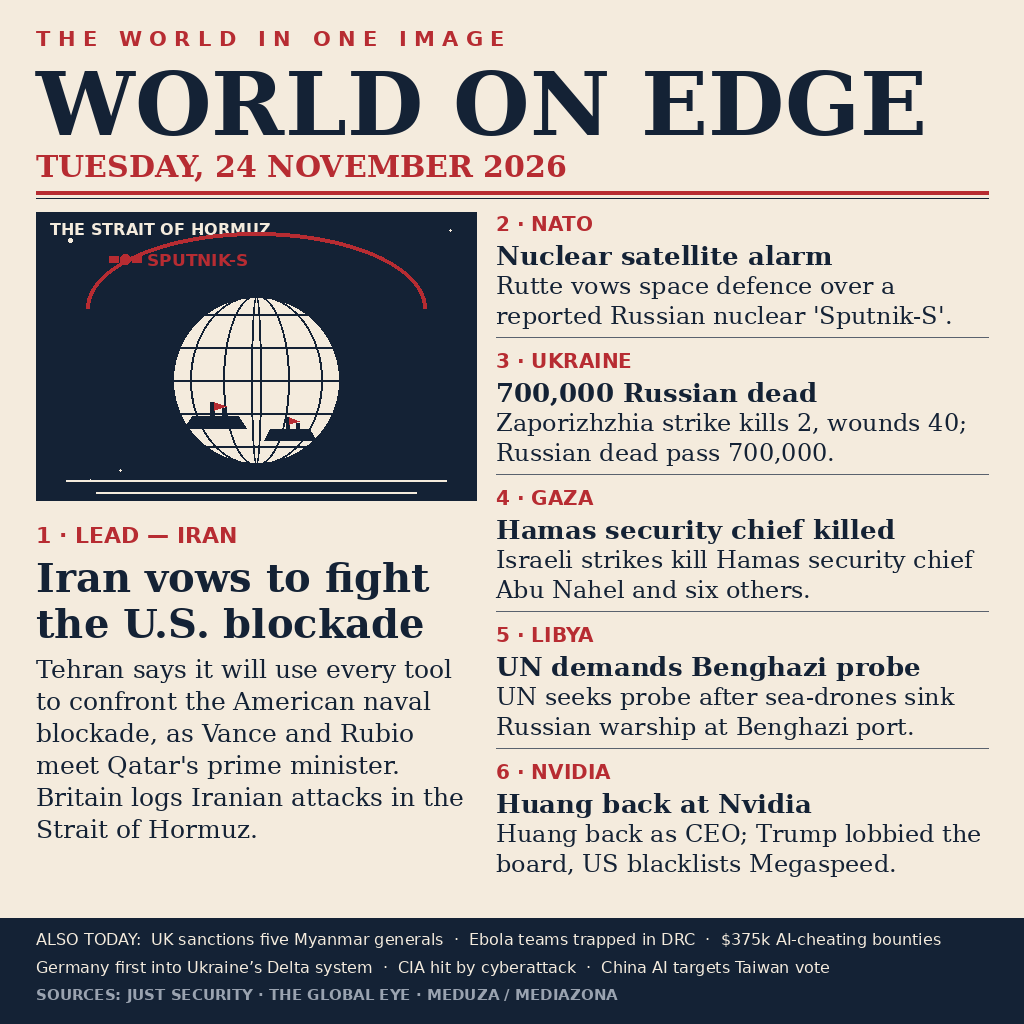 THE WORLD IN ONE IMAGE
WORLD ON EDGE
TUESDAY, 24 NOVEMBER 2026
THE STRAIT OF HORMUZ
SPUTNIK-S
1 · LEAD — IRAN
Iran vows to fight
the U.S. blockade
Tehran says it will use every tool
to confront the American naval
blockade, as Vance and Rubio
meet Qatar's prime minister.
Britain logs Iranian attacks in the
Strait of Hormuz.
2 · NATO
Nuclear satellite alarm
Rutte vows space defence over a
reported Russian nuclear 'Sputnik-S'.
3 · UKRAINE
700,000 Russian dead
Zaporizhzhia strike kills 2, wounds 40;
Russian dead pass 700,000.
4 · GAZA
Hamas security chief killed
Israeli strikes kill Hamas security chief
Abu Nahel and six others.
5 · LIBYA
UN demands Benghazi probe
UN seeks probe after sea-drones sink
Russian warship at Benghazi port.
6 · NVIDIA
Huang back at Nvidia
Huang back as CEO; Trump lobbied the
board, US blacklists Megaspeed.
ALSO TODAY: UK sanctions five Myanmar generals · Ebola teams trapped in DRC · $375k AI-cheating bounties
Germany first into Ukraine’s Delta system · CIA hit by cyberattack · China AI targets Taiwan vote
SOURCES: JUST SECURITY · THE GLOBAL EYE · MEDUZA / MEDIAZONA